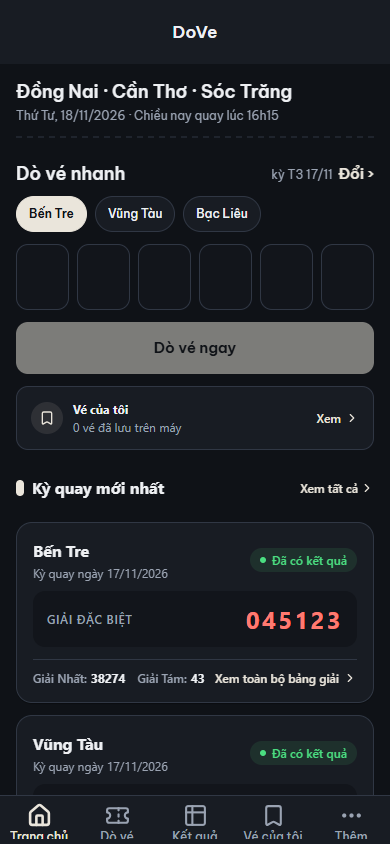 DoVe
Đồng Nai · Cần Thơ · Sóc Trăng
Thứ Tư, 18/11/2026 · Chiều nay quay lúc 16h15
Dò vé nhanh
kỳ T3 17/11 Đổi ›
Bến Tre Vũng Tàu Bạc Liêu
Dò vé ngay
Vé của tôi
0 vé đã lưu trên máy
Xem ›
Kỳ quay mới nhất
Xem tất cả ›
Bến Tre
Kỳ quay ngày 17/11/2026
Đã có kết quả
GIẢI ĐẶC BIỆT 045123
Giải Nhất: 38274 Giải Tám: 43 Xem toàn bộ bảng giải ›
Vũng Tàu
Kỳ quay ngày 17/11/2026
Đã có kết quả
Trang chủ Dò vé Kết quả Vé của tôi Thêm